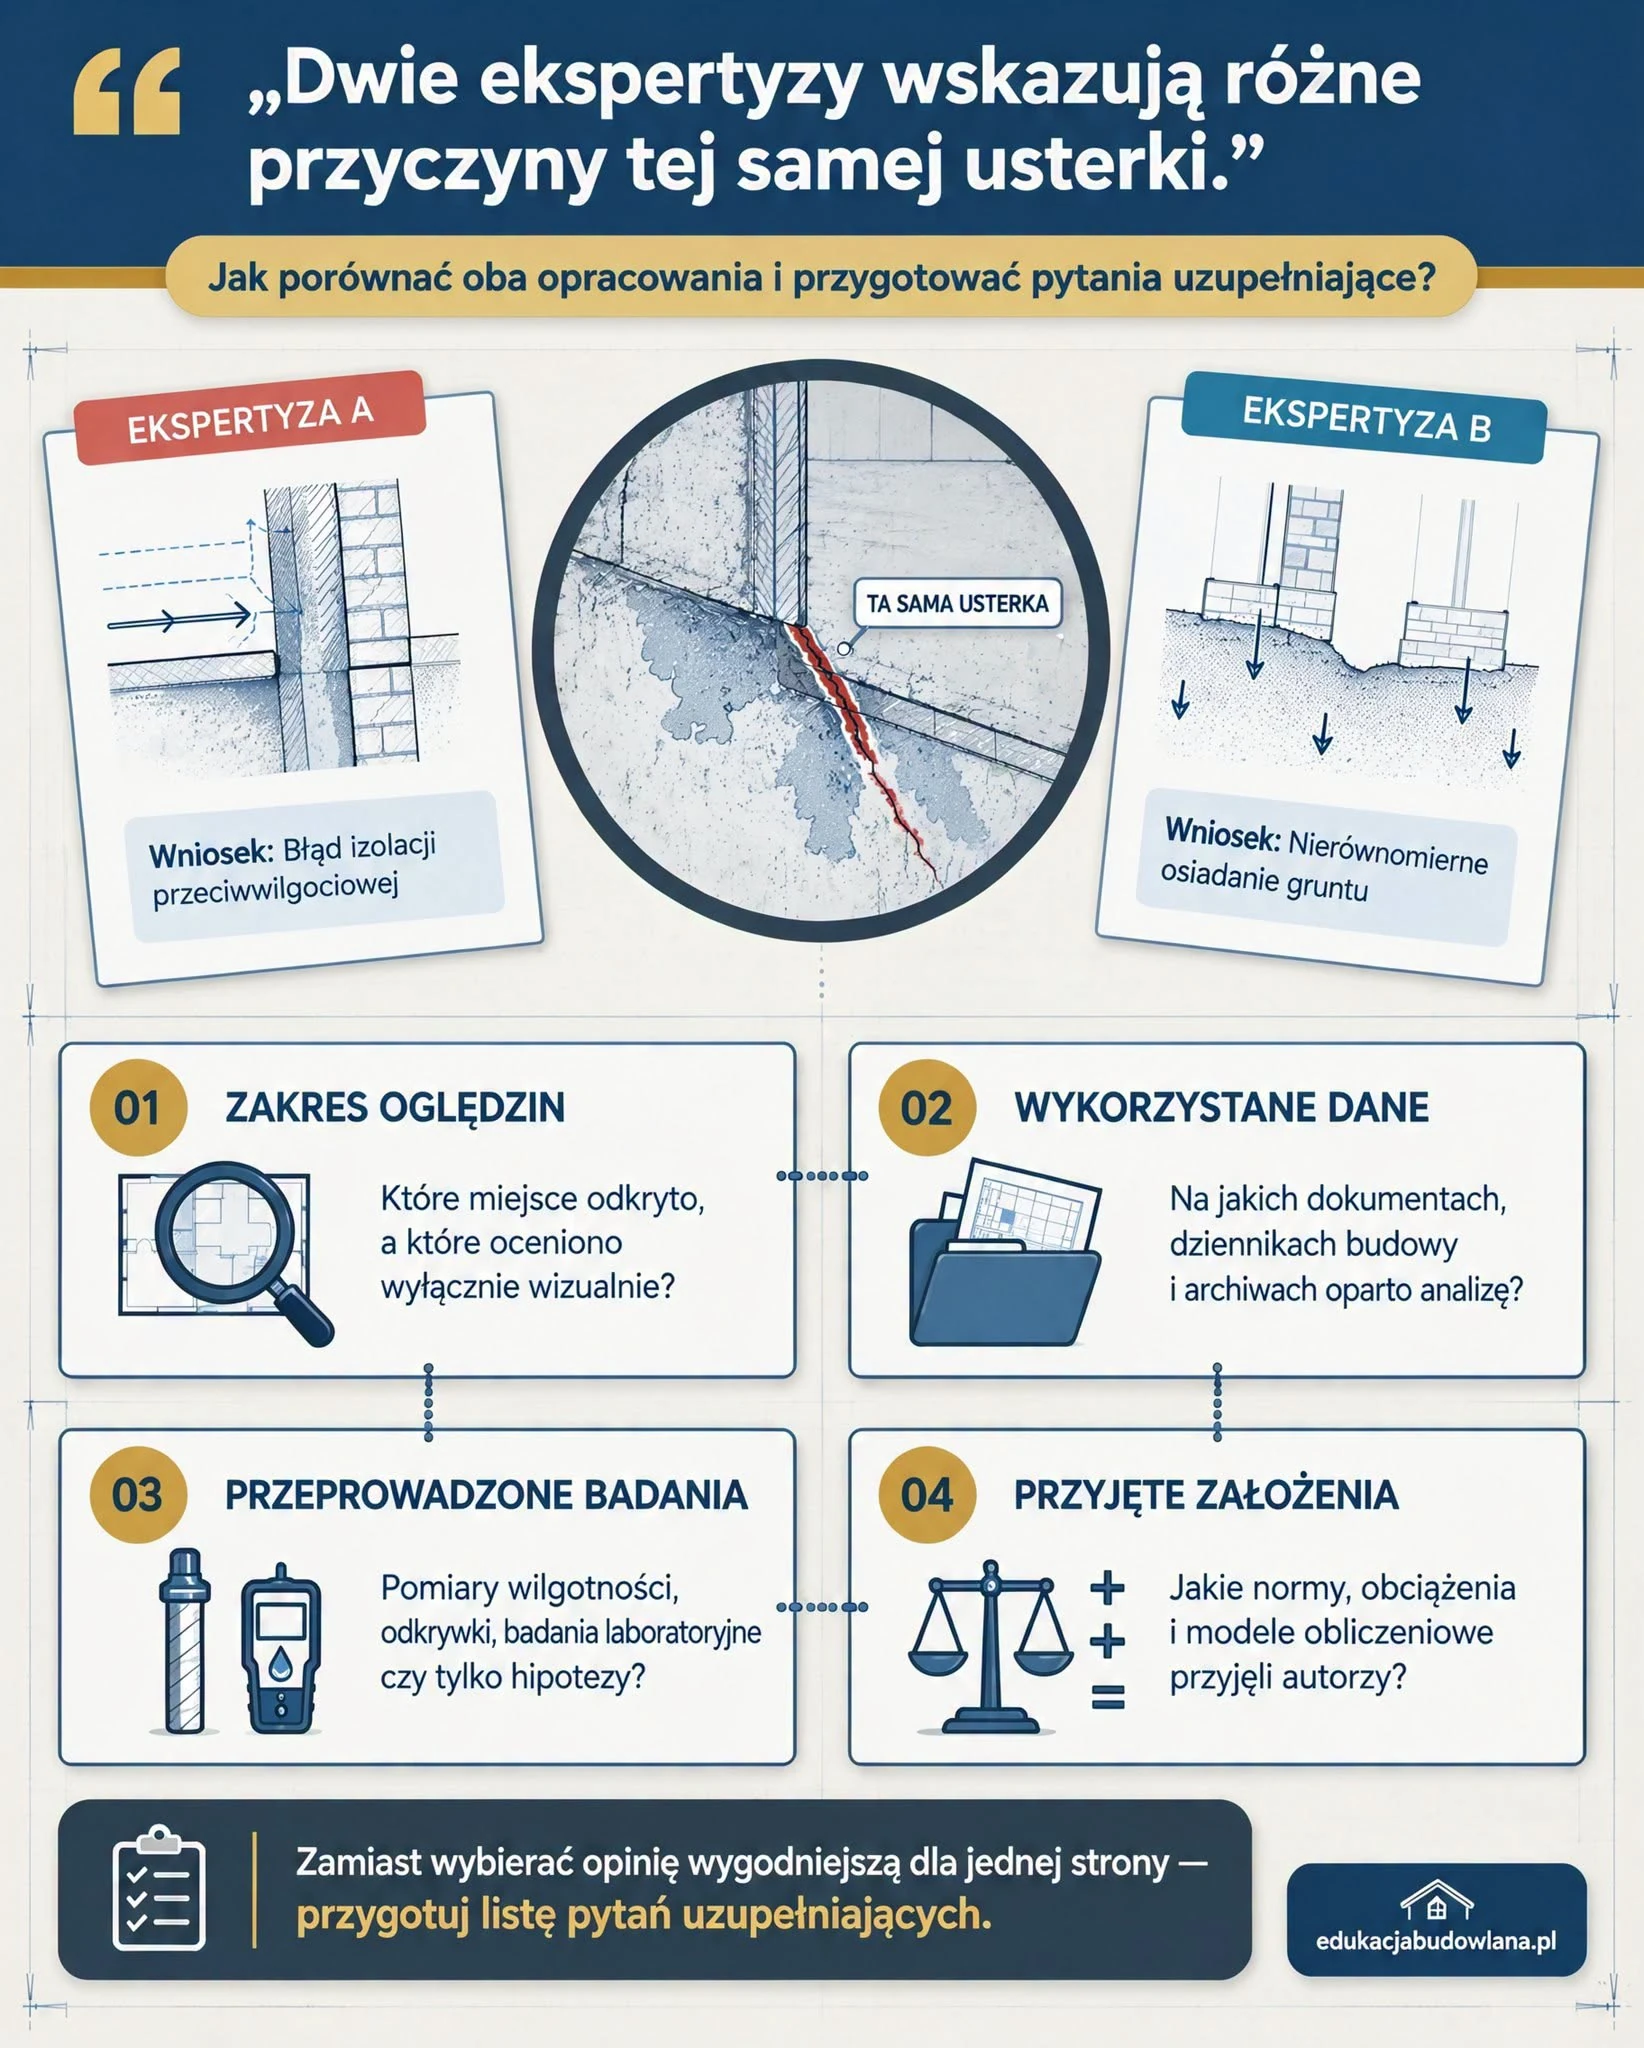 „Dwie ekspertyzy wskazują różne
przyczyny tej samej usterki.”
Jak porównać oba opracowania i przygotować pytania uzupełniające?
EKSPERTYZA A
Wniosek: Błąd izolacji
przeciwwilgociowej
TA SAMA USTERKA
EKSPERTYZA B
Wniosek: Nierównomierne
osiadanie gruntu
01
ZAKRES OGLĘDZIN
Które miejsce odkryto,
a które oceniono
wyłącznie wizualnie?
02
WYKORZYSTANE DANE
Na jakich dokumentach,
dziennikach budowy
i archiwach oparto analizę?
03
PRZEPROWADZONE BADANIA
Pomiary wilgotności,
odkrywki, badania laboratoryjne
czy tylko hipotezy?
04
PRZYJĘTE ZAŁOŻENIA
Jakie normy, obciążenia
i modele obliczeniowe
przyjęli autorzy?
Zamiast wybierać opinię wygodniejszą dla jednej strony —
przygotuj listę pytań uzupełniających.
edukacjabudowlana.pl